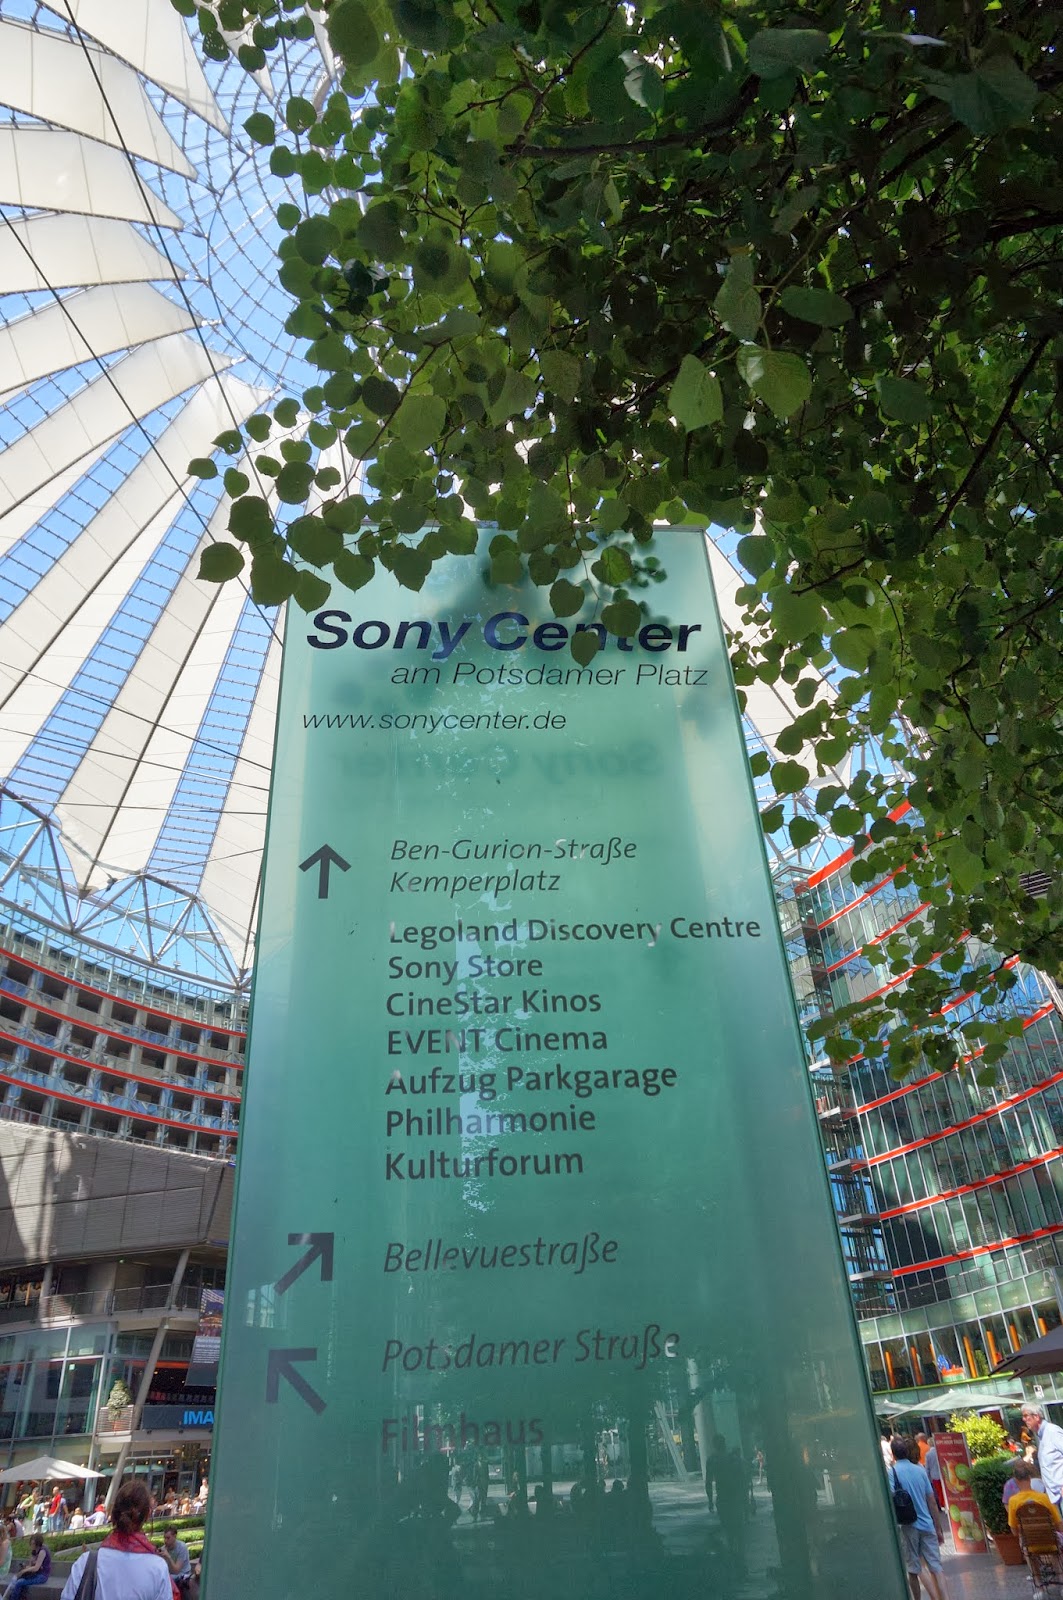 Sony Center
am Potsdamer Platz
www.sonycenter.de
Ben-Gurion-Straße
Kemperplatz
Legoland Discovery Centre
Sony Store
CineStar Kinos
EVENT Cinema
Aufzug Parkgarage
Philharmonie
Kulturforum
Bellevuestraße
Potsdamer Straße
Filmhaus
IMA